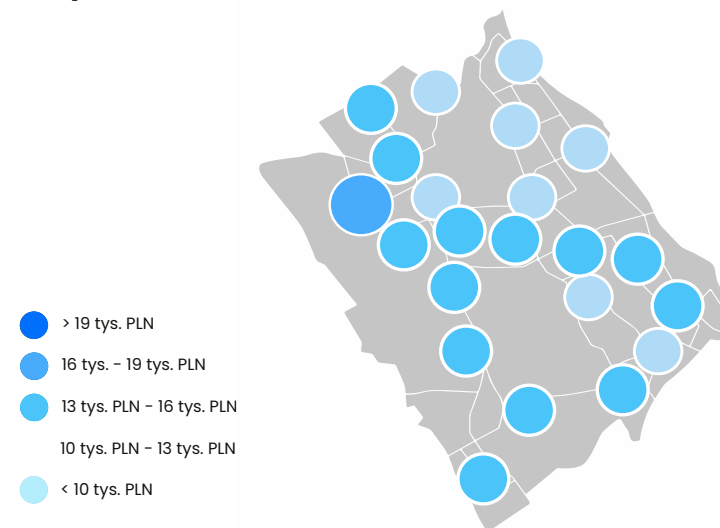 > 19 tys. PLN
16 tys. - 19 tys. PLN
13 tys. PLN - 16 tys. PLN
10 tys. PLN - 13 tys. PLN
< 10 tys. PLN